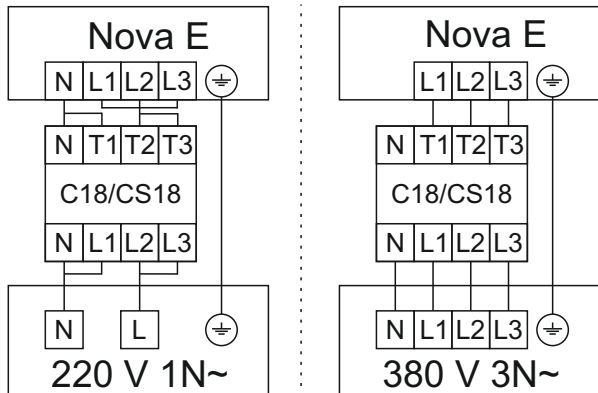 Nova E
N L1 L2 L3
N T1 T2 T3
C18/CS18
N L1 L2 L3
N L
220 V 1N~
Nova E
L1 L2 L3
N T1 T2 T3
C18/CS18
N L1 L2 L3
N L1 L2 L3
380 V 3N~